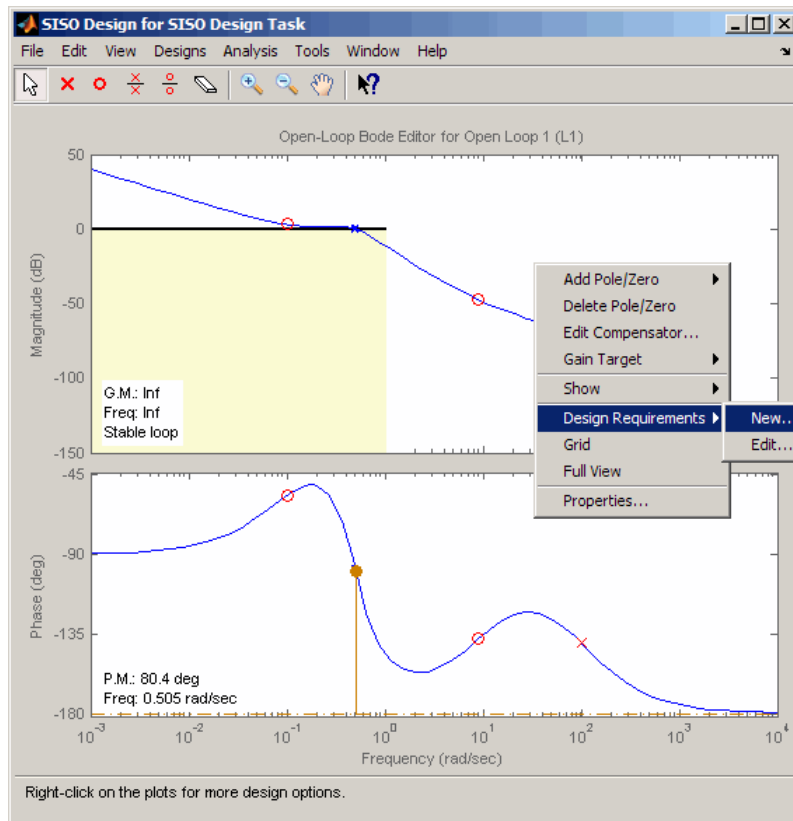 SISO Design for SISO Design Task
File Edit View Designs Analysis Tools Window Help
Open-Loop Bode Editor for Open Loop 1 (L1)
50
0
-50
-100
-150
Magnitude (dB)
G.M.: Inf
Freq: Inf
Stable loop
Add Pole/Zero
Delete Pole/Zero
Edit Compensator...
Gain Target
Show
Design Requirements
Grid
Full View
Properties...
New...
Edit...
-45
-90
-135
-180
Phase (deg)
P.M.: 80.4 deg
Freq: 0.505 rad/sec
10^-3 10^-2 10^-1 10^0 10^1 10^2 10^3 10^4
Frequency (rad/sec)
Right-click on the plots for more design options.